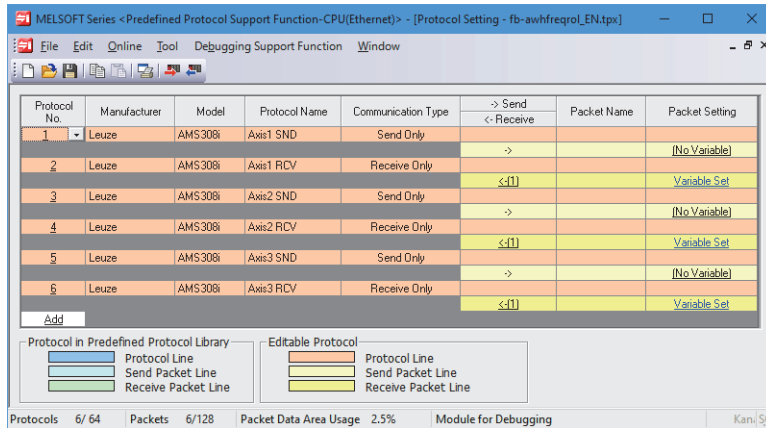 MELSOFT Series <Predefined Protocol Support Function-CPU(Ethernet)> - [Protocol Setting - fb-awhfreqrol_EN.tpx]
File Edit Online Tool Debugging Support Function Window
Protocol No. Manufacturer Model Protocol Name Communication Type -> Send <- Receive Packet Name Packet Setting
1 Leuze AMS308i Axis1 SND Send Only
-> (No Variable)
2 Leuze AMS308i Axis1 RCV Receive Only
<-(1) Variable Set
3 Leuze AMS308i Axis2 SND Send Only
-> (No Variable)
4 Leuze AMS308i Axis2 RCV Receive Only
<-(1) Variable Set
5 Leuze AMS308i Axis3 SND Send Only
-> (No Variable)
6 Leuze AMS308i Axis3 RCV Receive Only
<-(1) Variable Set
Add
Protocol in Predefined Protocol Library Editable Protocol
Protocol Line Protocol Line
Send Packet Line Send Packet Line
Receive Packet Line Receive Packet Line
Protocols 6/ 64 Packets 6/128 Packet Data Area Usage 2.5% Module for Debugging